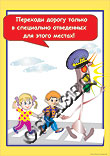 Переходи дорогу только
в специально отведенных
для этого местах!